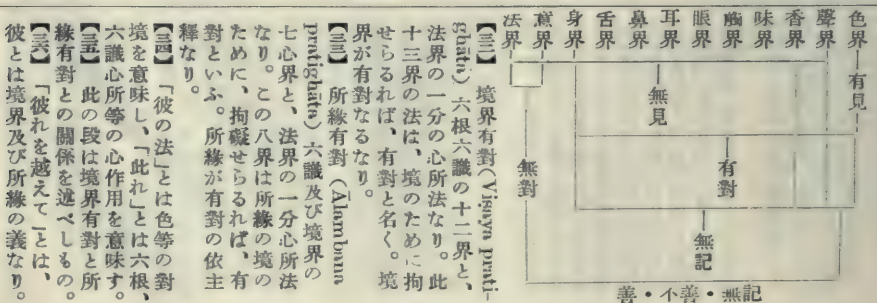 色界
聲界
香界
味界
觸界
眼界
耳界
鼻界
舌界
身界
意界
法界
有見
無見
有對
無對
無記
善・不善・無記
【三】 境界有對(Viṣaya prati-
ghāta) 六根六識の十二界と、
法界の一分の心所法なり。此
十三界の法は、境のために拘
せらるれば、有對と名く。境
界が有對なるなり。
【三】 所緣有對 (Ālambana
pratighāta) 六識及び境界の
七心界と、法界の一分心所法
なり。この八界は所緣の境の
ために、拘礙せらるれば、有
對といふ。所緣が有對の依主
釋なり。
【三四】 「彼の法」とは色等の對
境を意味し、「此れ」とは六根、
六識心所等の心作用を意味す。
【三五】 此の段は境界有對と所
緣有對との關係を述べしもの。
【三六】 「彼れを越えて」とは、
彼とは境界及び所緣の義なり。